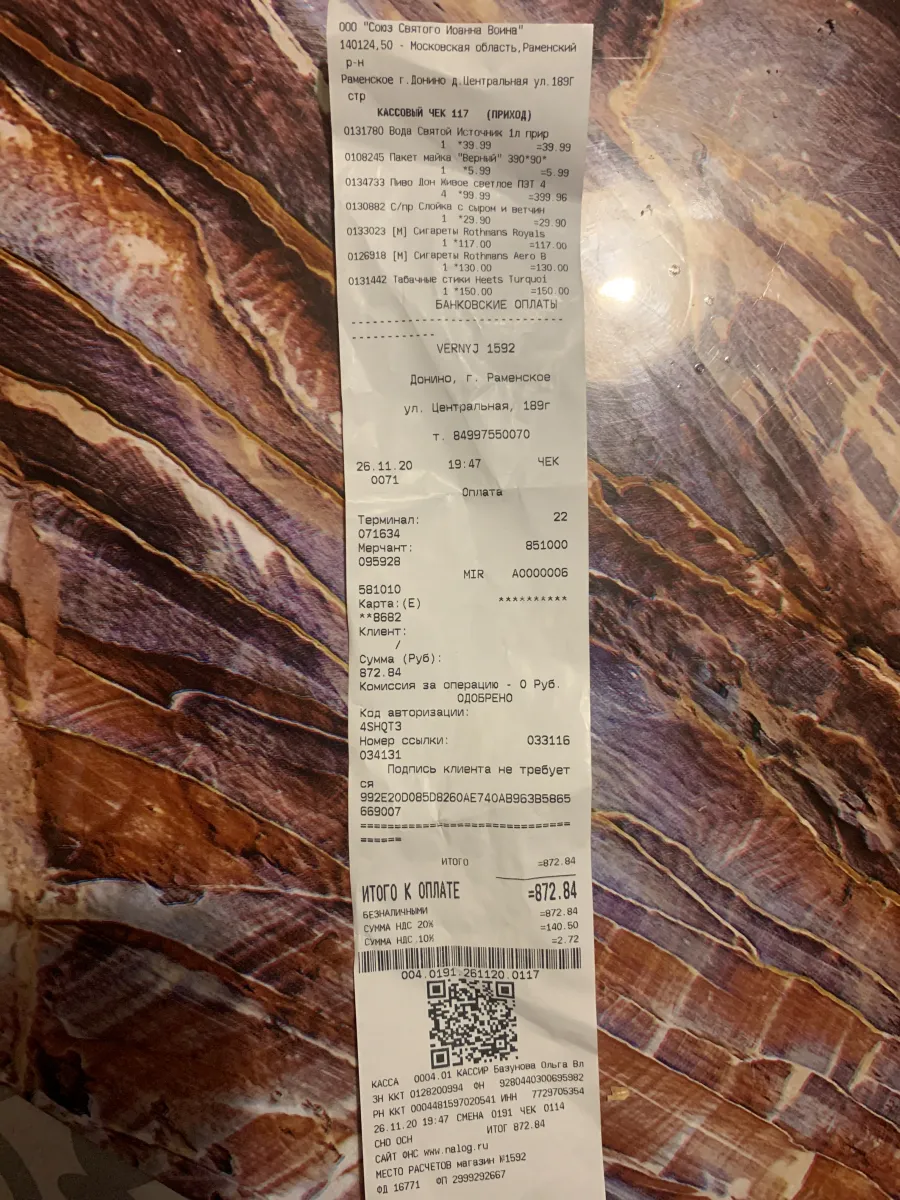 ООО "Союз Святого Иоанна Воина"
140124,50 - Московская область,Раменский
р-н
Раменское г.Донино д.Центральная ул.189Г
стр
КАССОВЫЙ ЧЕК 117 (ПРИХОД)
0131780 Вода Святой Источник 1л прир
1 *39.99 =39.99
0108245 Пакет майка "Верный" 390*90*
1 *5.99 =5.99
0134733 Пиво Дон Живое светлое ПЭТ 4
4 *99.99 =399.96
0130882 С/пр Слойка с сыром и ветчин
1 *29.90 =29.90
0133023 [М] Сигареты Rothmans Royals
1 *117.00 =117.00
0126918 [М] Сигареты Rothmans Aero B
1 *130.00 =130.00
0131442 Табачные стики Heets Turquoi
1 *150.00 =150.00
БАНКОВСКИЕ ОПЛАТЫ
-------------------------------
------------
VERNYJ 1592
Донино, г. Раменское
ул. Центральная, 189г
т. 84997550070
26.11.20 19:47 ЧЕК
0071
Оплата
Терминал: 22
071634
Мерчант: 851000
095928
MIR A0000006
581010
Карта:(E) **********
**8682
Клиент:
/
Сумма (Руб):
872.84
Комиссия за операцию - 0 Руб.
ОДОБРЕНО
Код авторизации:
4SHQT3
Номер ссылки: 033116
034131
Подпись клиента не требует
ся
992E20D085D8260AE740AB963B5865
669007
===============================
======
ИТОГО =872.84
ИТОГО К ОПЛАТЕ =872.84
БЕЗНАЛИЧНЫМИ =872.84
СУММА НДС 20% =140.50
СУММА НДС 10% =2.72
004.0191.261120.0117
КАССА 0004.01 КАССИР Базунова Ольга Вл
ЗН ККТ 0128200994 ФН 9280440300695982
РН ККТ 0004481597020541 ИНН 7729705354
26.11.20 19:47 СМЕНА 0191 ЧЕК 0114
СНО ОСН ИТОГ 872.84
САЙТ ФНС www.nalog.ru
МЕСТО РАСЧЕТОВ магазин №1592
ФД 16771 ФП 2999292667